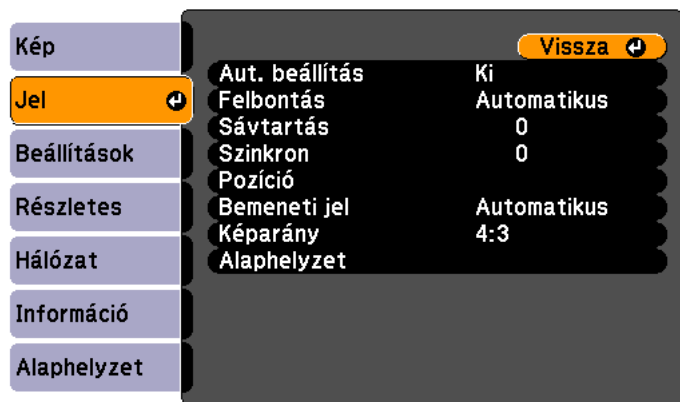 Kép
Jel
Beállítások
Részletes
Hálózat
Információ
Alaphelyzet
Vissza
Aut. beállítás Ki
Felbontás Automatikus
Sávtartás 0
Szinkron 0
Pozíció
Bemeneti jel Automatikus
Képarány 4:3
Alaphelyzet